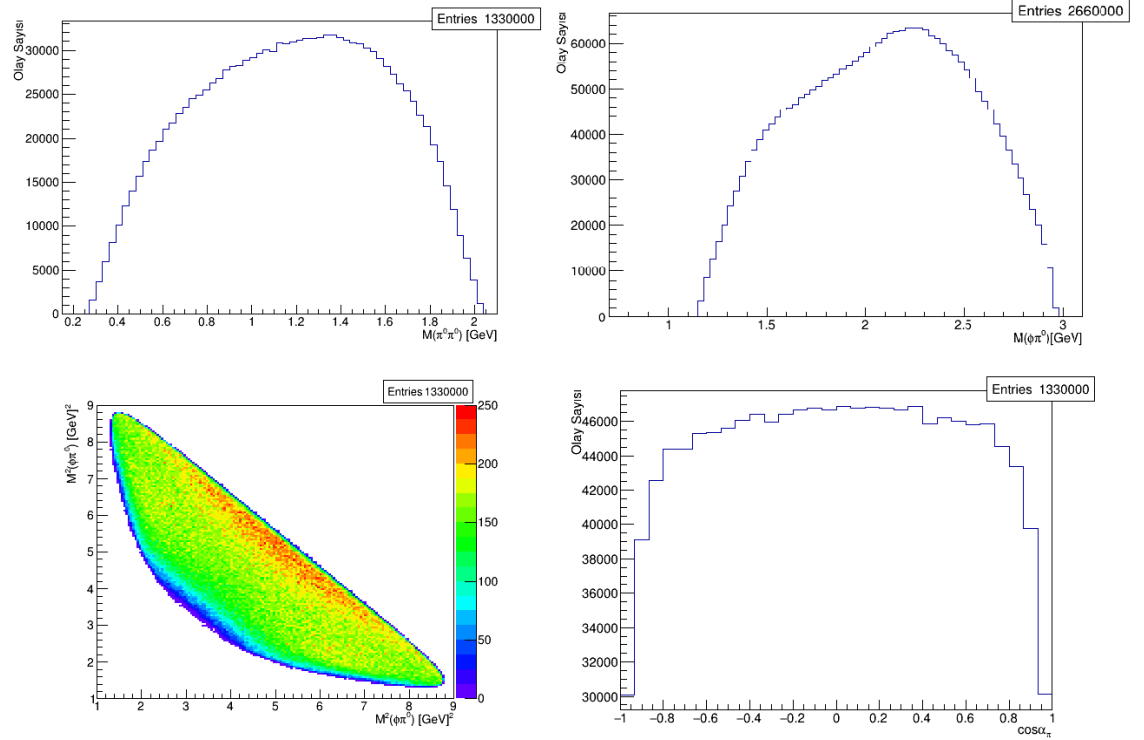 Entries 1330000
Olay Sayısı
30000
25000
20000
15000
10000
5000
0
0.2 0.4 0.6 0.8 1 1.2 1.4 1.6 1.8 2
M(π⁰π⁰) [GeV]
Entries 2660000
Olay Sayısı
60000
50000
40000
30000
20000
10000
0
1 1.5 2 2.5 3
M(ϕπ⁰)[GeV]
Entries 1330000
M²(ϕπ⁰) [GeV]²
9
8
7
6
5
4
3
2
1
1 2 3 4 5 6 7 8 9
M²(ϕπ⁰) [GeV]²
250
200
150
100
50
0
Entries 1330000
Olay Sayısı
46000
44000
42000
40000
38000
36000
34000
32000
30000
−1 −0.8 −0.6 −0.4 −0.2 0 0.2 0.4 0.6 0.8 1
cosα_π